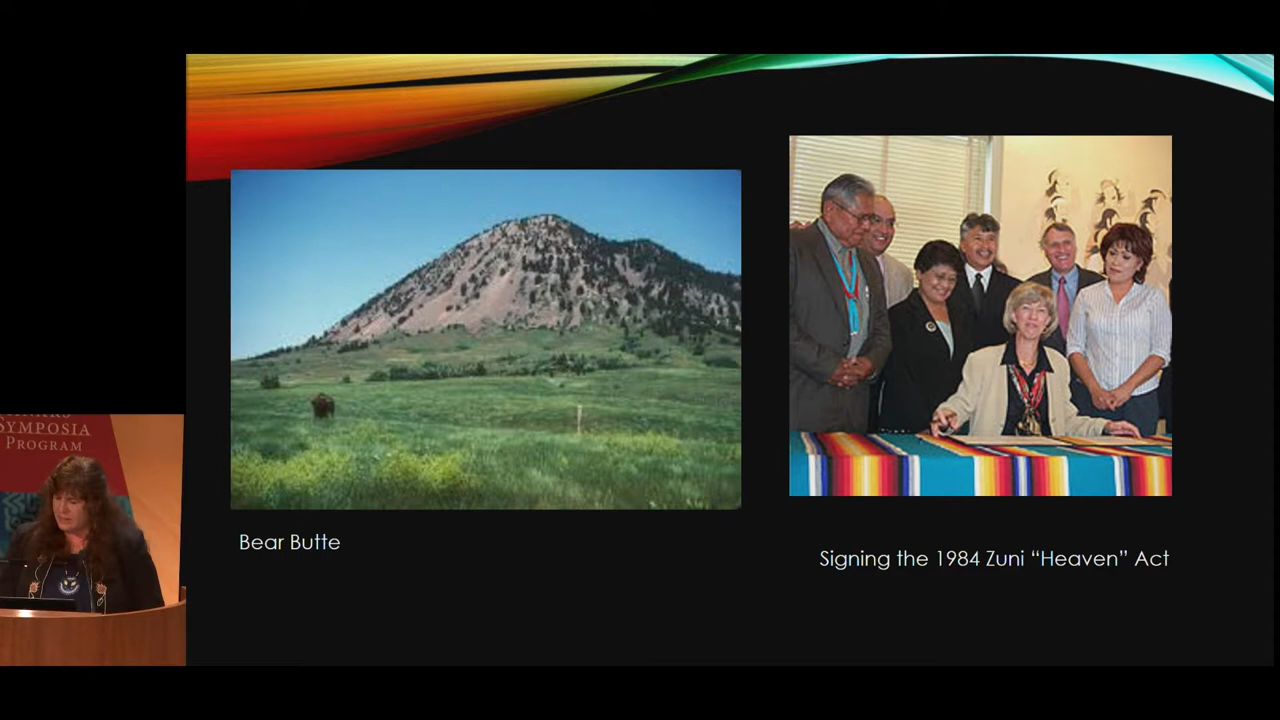 SYMPOSIA
PROGRAM
Bear Butte
Signing the 1984 Zuni “Heaven” Act